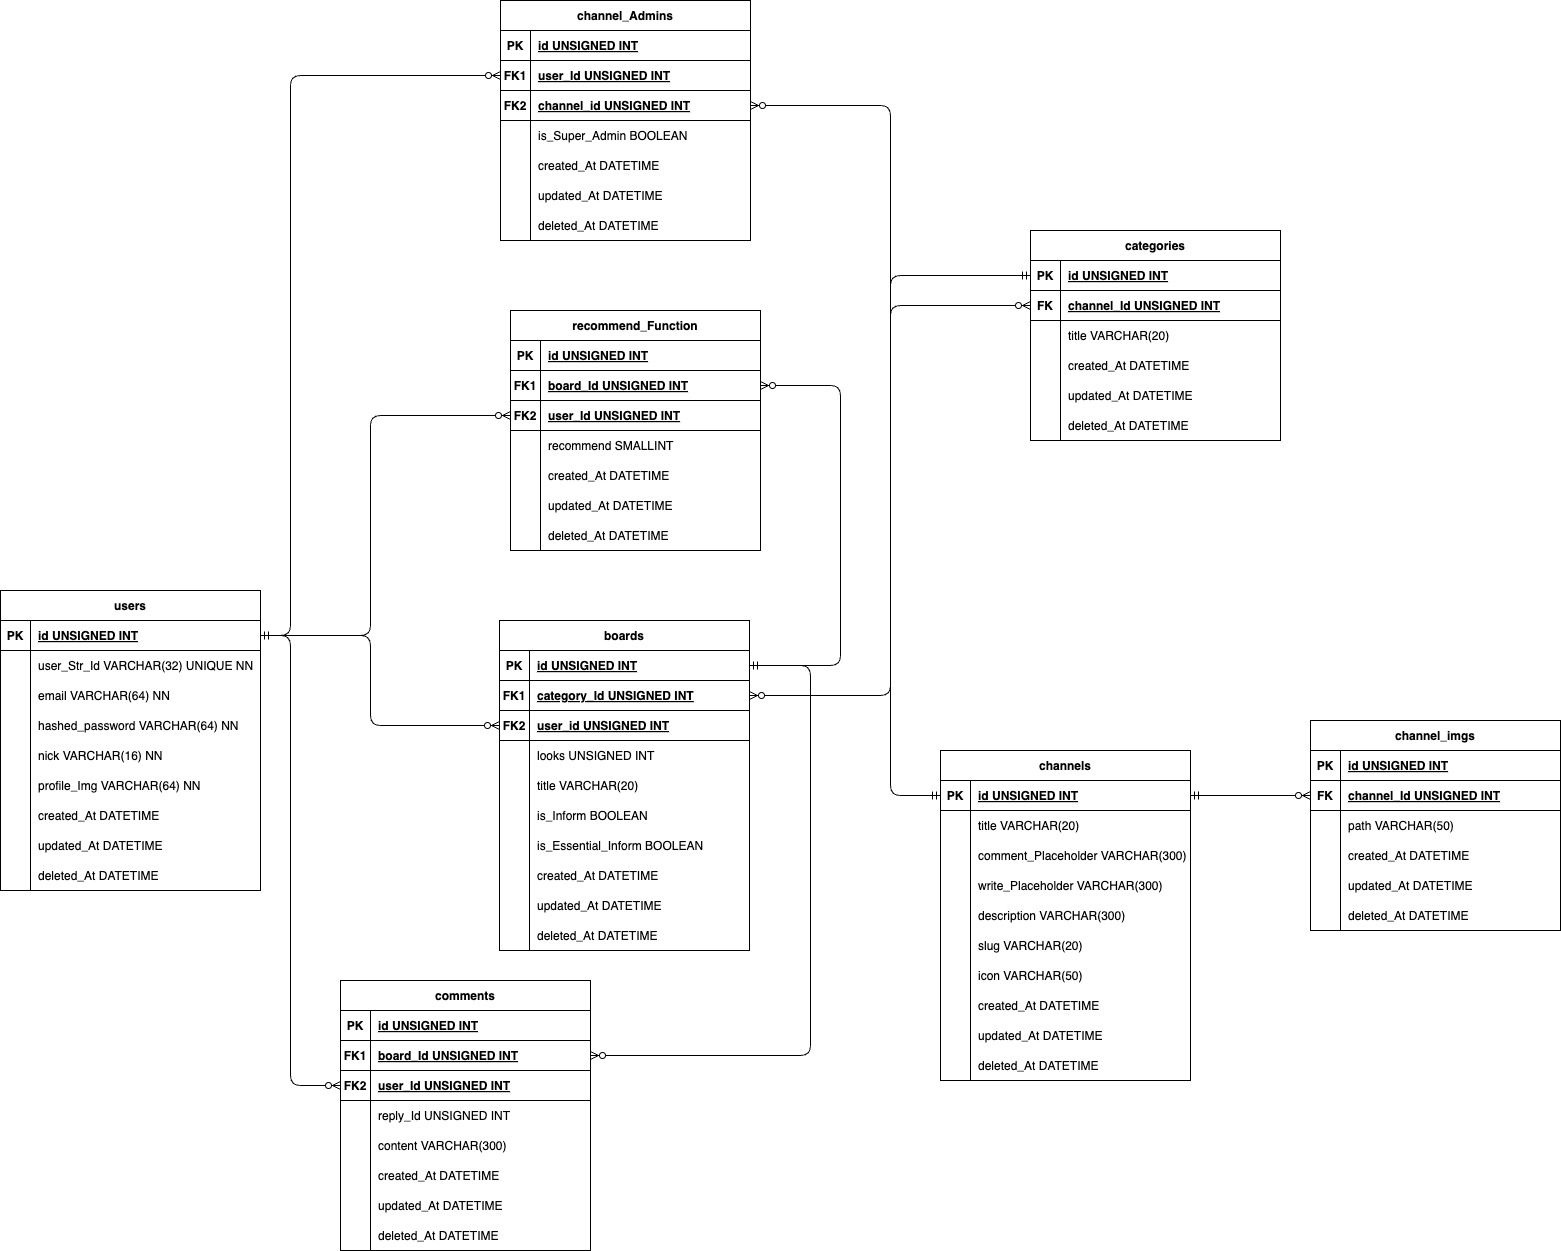 channel_Admins
PK id UNSIGNED INT
FK1 user_Id UNSIGNED INT
FK2 channel_id UNSIGNED INT
is_Super_Admin BOOLEAN
created_At DATETIME
updated_At DATETIME
deleted_At DATETIME
categories
PK id UNSIGNED INT
FK channel_Id UNSIGNED INT
title VARCHAR(20)
created_At DATETIME
updated_At DATETIME
deleted_At DATETIME
recommend_Function
PK id UNSIGNED INT
FK1 board_Id UNSIGNED INT
FK2 user_Id UNSIGNED INT
recommend SMALLINT
created_At DATETIME
updated_At DATETIME
deleted_At DATETIME
users
PK id UNSIGNED INT
user_Str_Id VARCHAR(32) UNIQUE NN
email VARCHAR(64) NN
hashed_password VARCHAR(64) NN
nick VARCHAR(16) NN
profile_Img VARCHAR(64) NN
created_At DATETIME
updated_At DATETIME
deleted_At DATETIME
boards
PK id UNSIGNED INT
FK1 category_Id UNSIGNED INT
FK2 user_id UNSIGNED INT
looks UNSIGNED INT
title VARCHAR(20)
is_Inform BOOLEAN
is_Essential_Inform BOOLEAN
created_At DATETIME
updated_At DATETIME
deleted_At DATETIME
channels
PK id UNSIGNED INT
title VARCHAR(20)
comment_Placeholder VARCHAR(300)
write_Placeholder VARCHAR(300)
description VARCHAR(300)
slug VARCHAR(20)
icon VARCHAR(50)
created_At DATETIME
updated_At DATETIME
deleted_At DATETIME
channel_imgs
PK id UNSIGNED INT
FK channel_Id UNSIGNED INT
path VARCHAR(50)
created_At DATETIME
updated_At DATETIME
deleted_At DATETIME
comments
PK id UNSIGNED INT
FK1 board_Id UNSIGNED INT
FK2 user_Id UNSIGNED INT
reply_Id UNSIGNED INT
content VARCHAR(300)
created_At DATETIME
updated_At DATETIME
deleted_At DATETIME